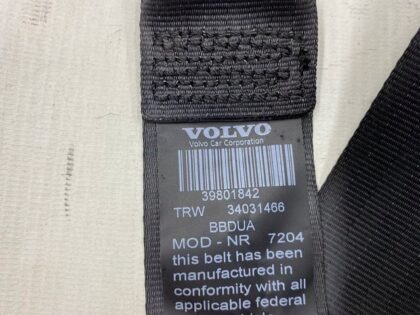 VOLVO
Volvo Car Corporation
39801842
TRW 34031466
BBDUA
MOD - NR 7204
this belt has been
manufactured in
conformity with all
applicable federal